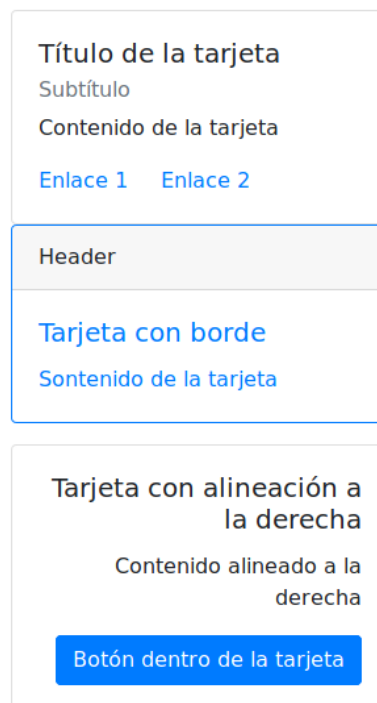 Título de la tarjeta
Subtítulo
Contenido de la tarjeta
Enlace 1 Enlace 2
Header
Tarjeta con borde
Sontenido de la tarjeta
Tarjeta con alineación a
la derecha
Contenido alineado a la
derecha
Botón dentro de la tarjeta